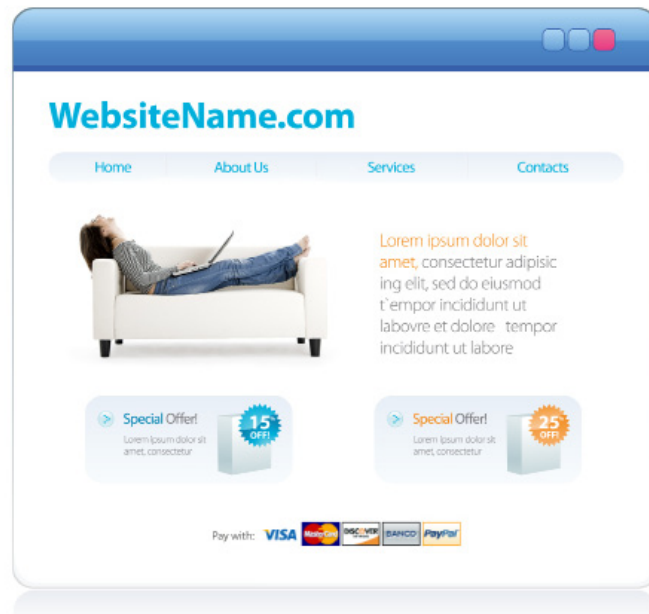 WebsiteName.com
Home About Us Services Contacts
Lorem ipsum dolor sit
amet, consectetur adipisic
ing elit, sed do eiusmod
t`empor incididunt ut
labovre et dolore tempor
incididunt ut labore
Special Offer!
Lorem ipsum dolor sit
amet, consectetur
15
OFF!
Special Offer!
Lorem ipsum dolor sit
amet, consectetur
25
OFF!
Pay with: VISA MasterCard DISCOVER BANCO PayPal